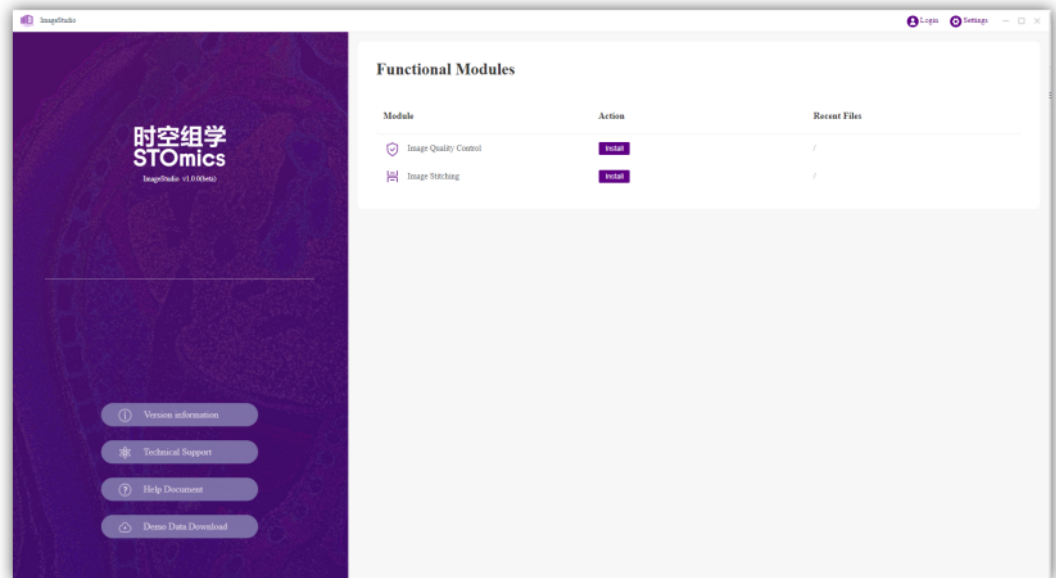 ImageStudio
Login Settings
时空组学
STOmics
ImageStudio v1.0.0(beta)
Version information
Technical Support
Help Document
Demo Data Download
Functional Modules
Module Action Recent Files
Image Quality Control Install /
Image Stitching Install /